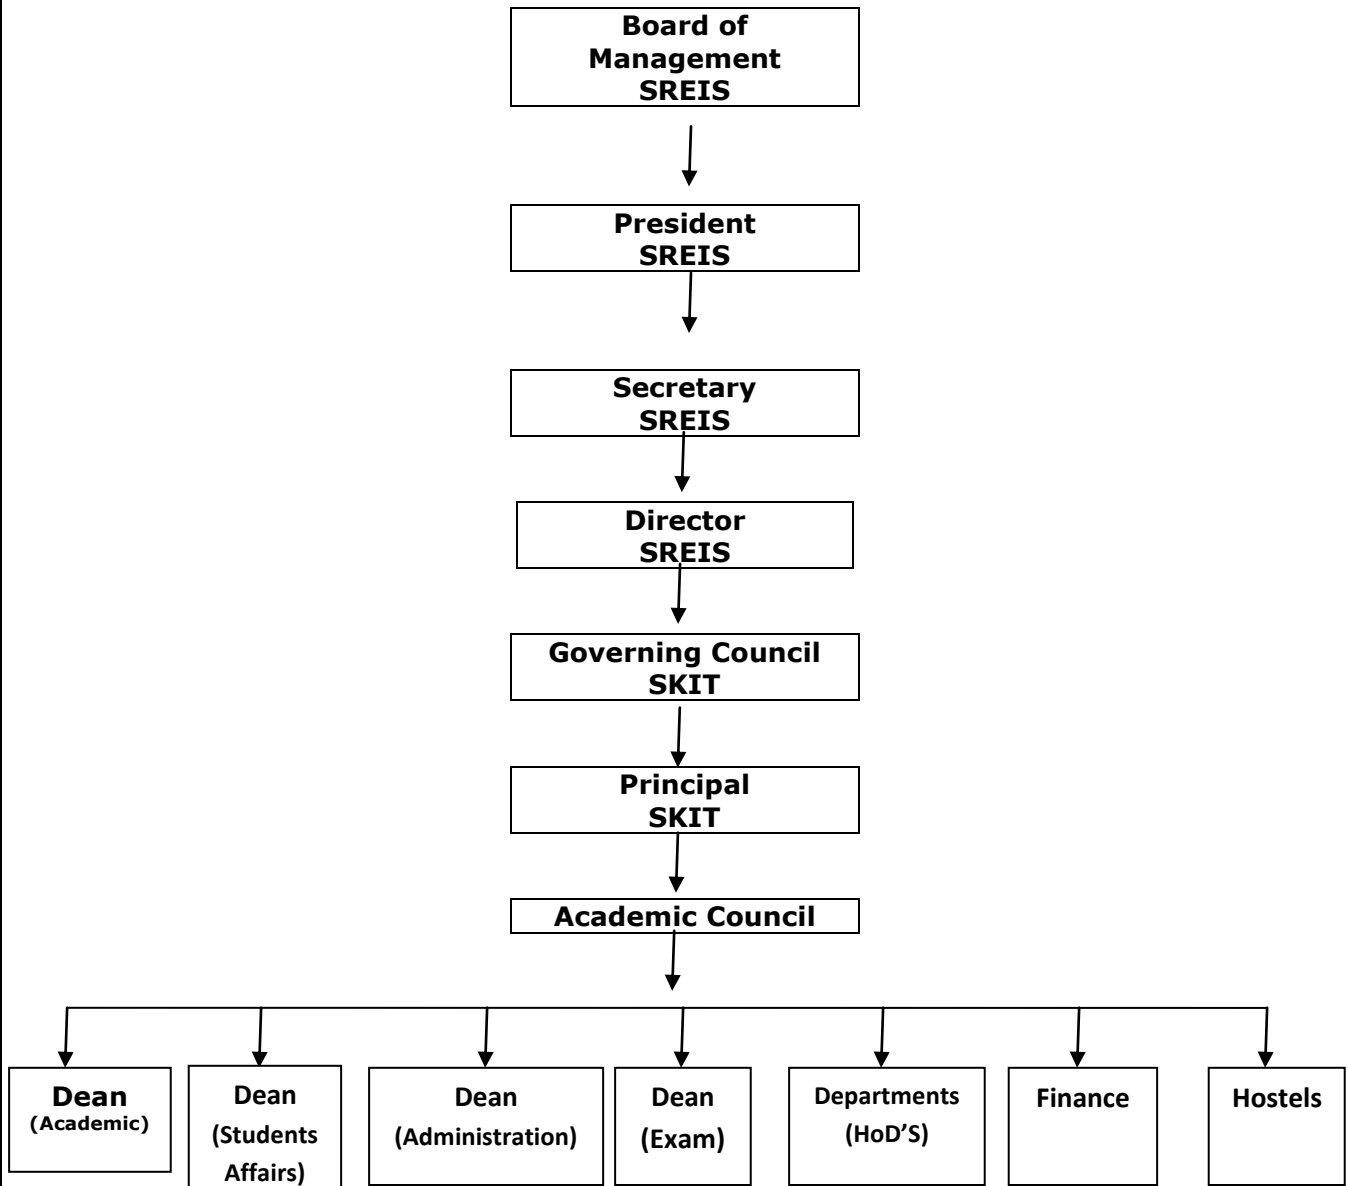 Board of
Management
SREIS
President
SREIS
Secretary
SREIS
Director
SREIS
Governing Council
SKIT
Principal
SKIT
Academic Council
Dean
(Academic)
Dean
(Students
Affairs)
Dean
(Administration)
Dean
(Exam)
Departments
(HoD’S)
Finance
Hostels